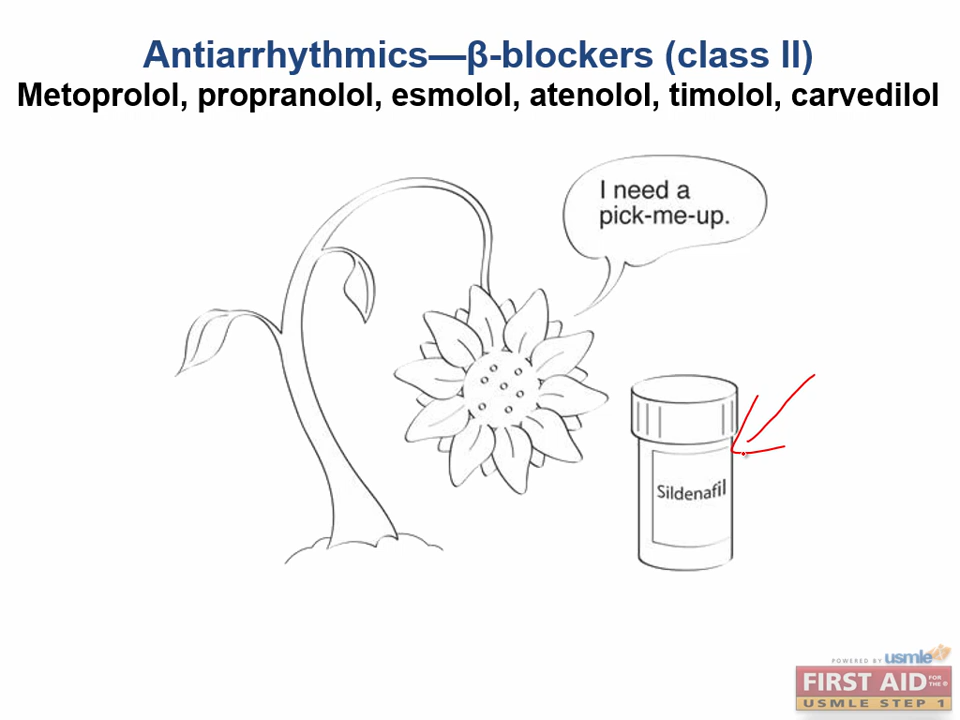 Antiarrhythmics—β-blockers (class II)
Metoprolol, propranolol, esmolol, atenolol, timolol, carvedilol
I need a
pick-me-up.
Sildenafil
POWERED BY usmle
FIRST AID FOR THE®
USMLE STEP 1